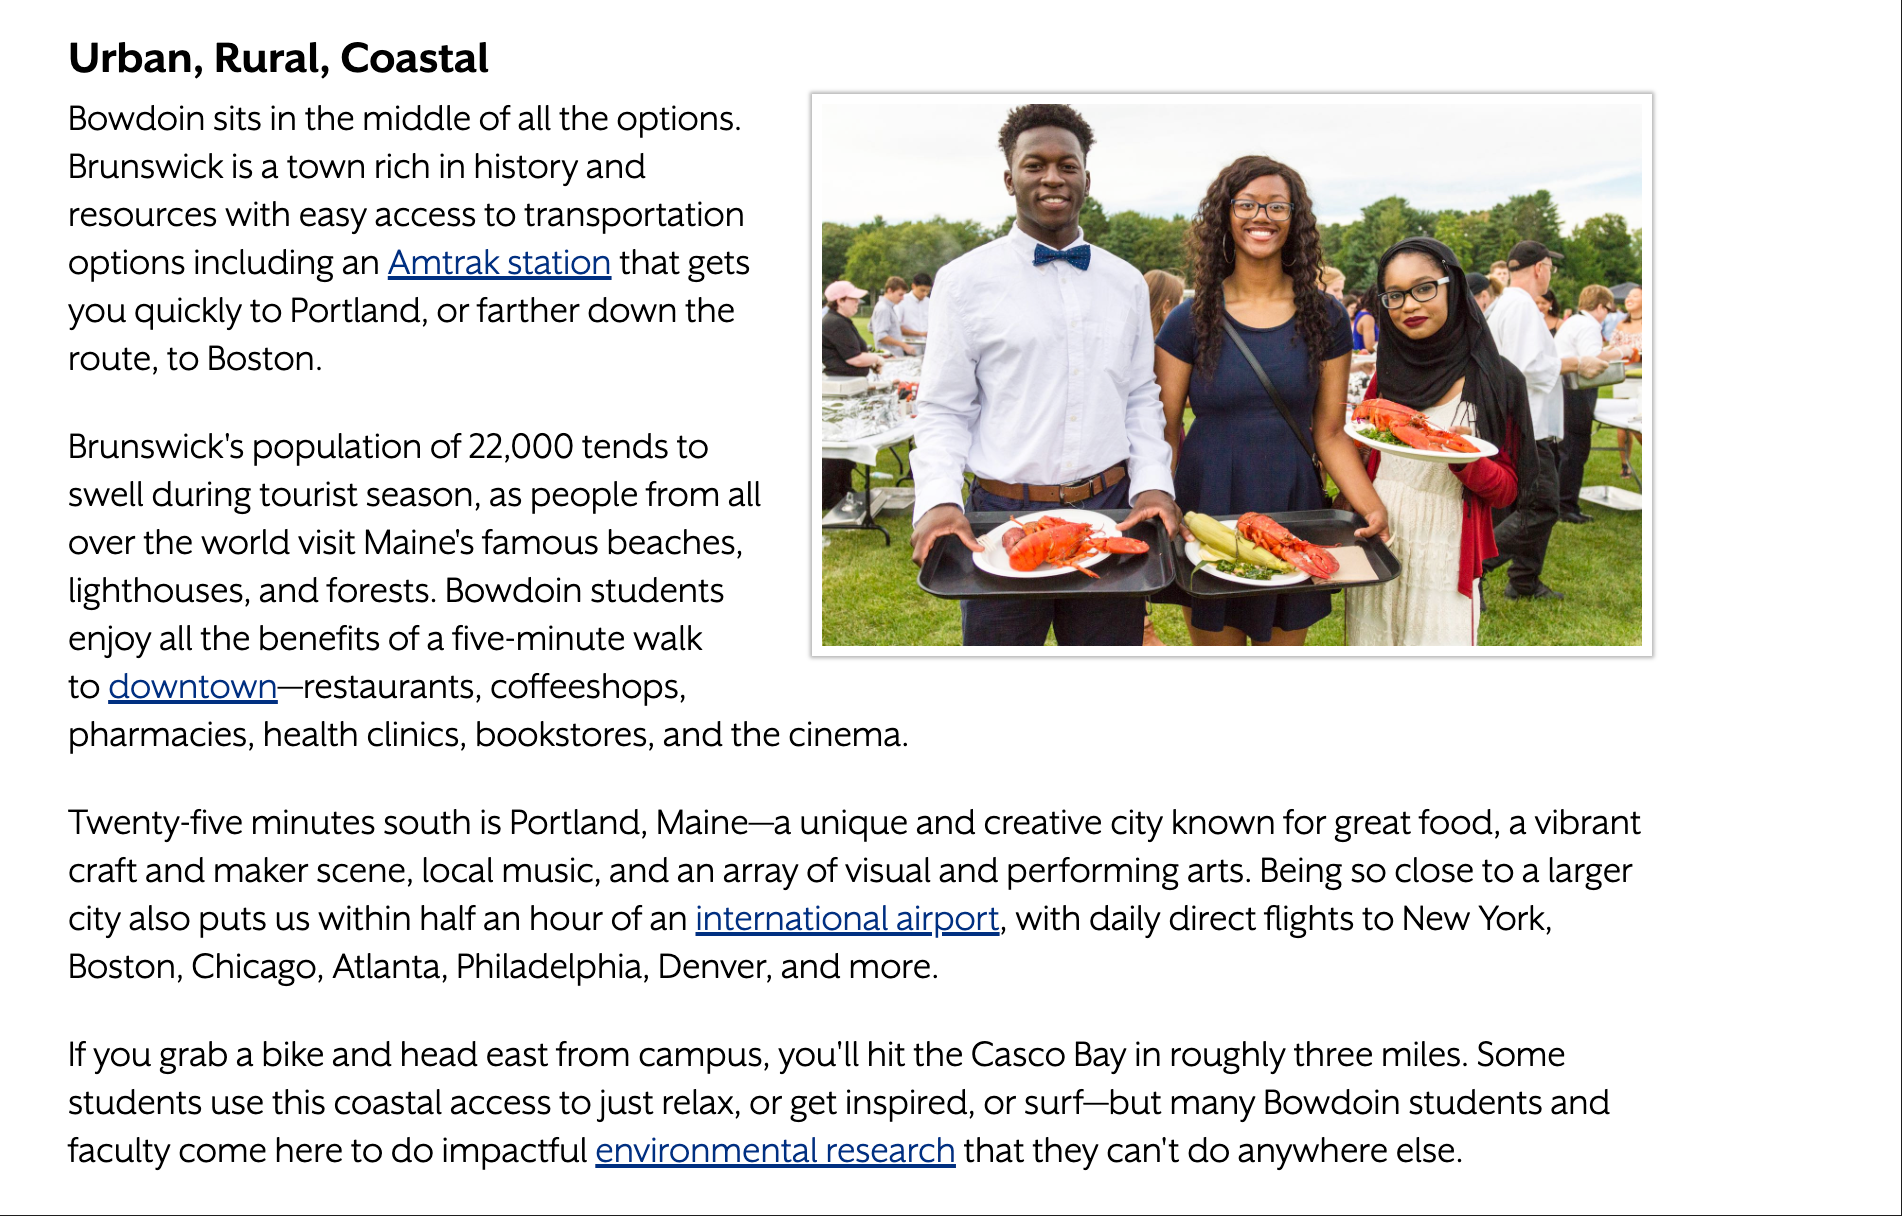 Urban, Rural, Coastal
Bowdoin sits in the middle of all the options.
Brunswick is a town rich in history and
resources with easy access to transportation
options including an Amtrak station that gets
you quickly to Portland, or farther down the
route, to Boston.
Brunswick's population of 22,000 tends to
swell during tourist season, as people from all
over the world visit Maine's famous beaches,
lighthouses, and forests. Bowdoin students
enjoy all the benefits of a five-minute walk
to downtown—restaurants, coffeeshops,
pharmacies, health clinics, bookstores, and the cinema.
Twenty-five minutes south is Portland, Maine—a unique and creative city known for great food, a vibrant
craft and maker scene, local music, and an array of visual and performing arts. Being so close to a larger
city also puts us within half an hour of an international airport, with daily direct flights to New York,
Boston, Chicago, Atlanta, Philadelphia, Denver, and more.
If you grab a bike and head east from campus, you'll hit the Casco Bay in roughly three miles. Some
students use this coastal access to just relax, or get inspired, or surf—but many Bowdoin students and
faculty come here to do impactful environmental research that they can't do anywhere else.